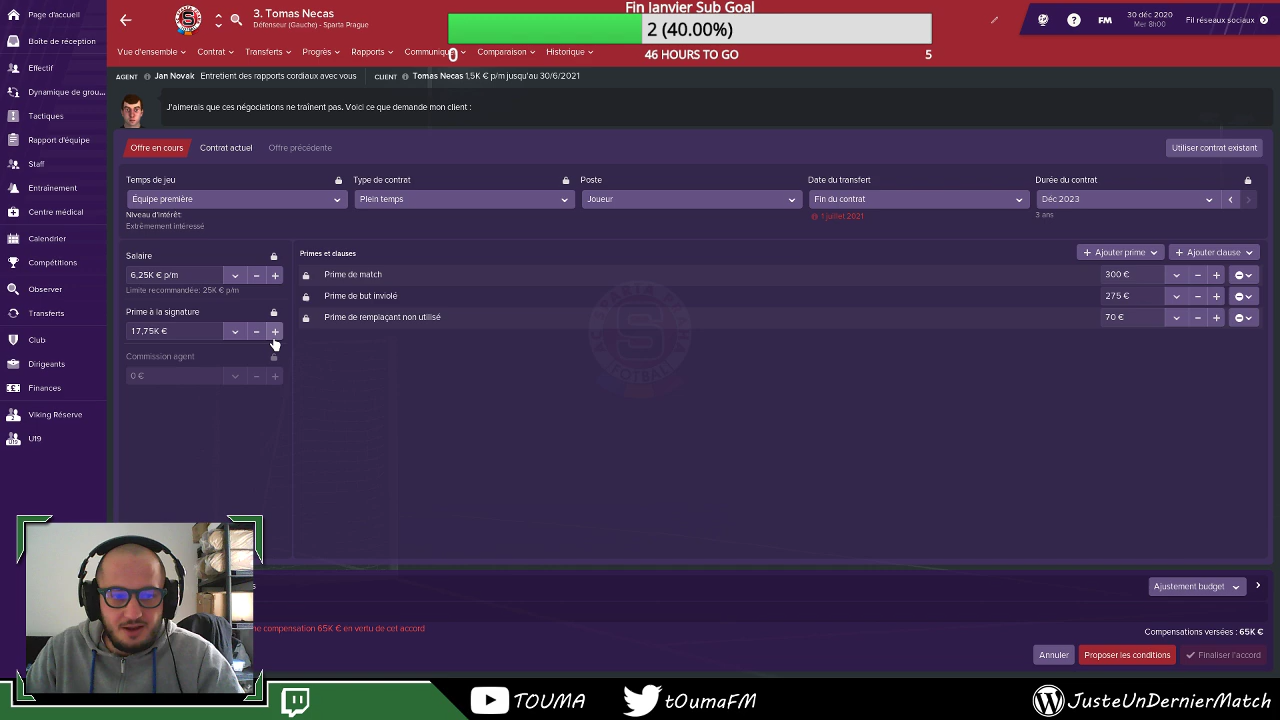 Fin Janvier Sub Goal
2 (40.00%)
0
46 HOURS TO GO
5
3. Tomas Necas
Défenseur (Gauche) - Sparta Prague
FM
30 déc 2020
Mer 8h00
Fil réseaux sociaux
Page d'accueil
Boîte de réception
Effectif
Dynamique de grou...
Tactiques
Rapport d'équipe
Staff
Entraînement
Centre médical
Calendrier
Compétitions
Observer
Transferts
Club
Dirigeants
Finances
Viking Réserve
U19
Vue d'ensemble
Contrat
Transferts
Progrès
Rapports
Comparaison
Historique
AGENT Jan Novak Entretient des rapports cordiaux avec vous
CLIENT Tomas Necas 1,5K € p/m jusqu'au 30/6/2021
J'aimerais que ces négociations ne traînent pas. Voici ce que demande mon client :
Offre en cours
Contrat actuel
Offre précédente
Utiliser contrat existant
Temps de jeu
Équipe première
Niveau d'intérêt:
Extrêmement intéressé
Type de contrat
Plein temps
Poste
Joueur
Date du transfert
Fin du contrat
1 juillet 2021
Durée du contrat
Déc 2023
3 ans
Salaire
6,25K € p/m
Limite recommandée: 25K € p/m
Prime à la signature
17,75K €
Commission agent
0 €
Primes et clauses
Ajouter prime
Ajouter clause
Prime de match
300 €
Prime de but inviolé
275 €
Prime de remplaçant non utilisé
70 €
SPARTA PRAHA
FOTBAL
Ajustement budget
compensation 65K € en vertu de cet accord
Compensations versées : 65K €
Annuler
Proposer les conditions
Finaliser l'accord
TOUMA
tOumaFM
JusteUnDernierMatch